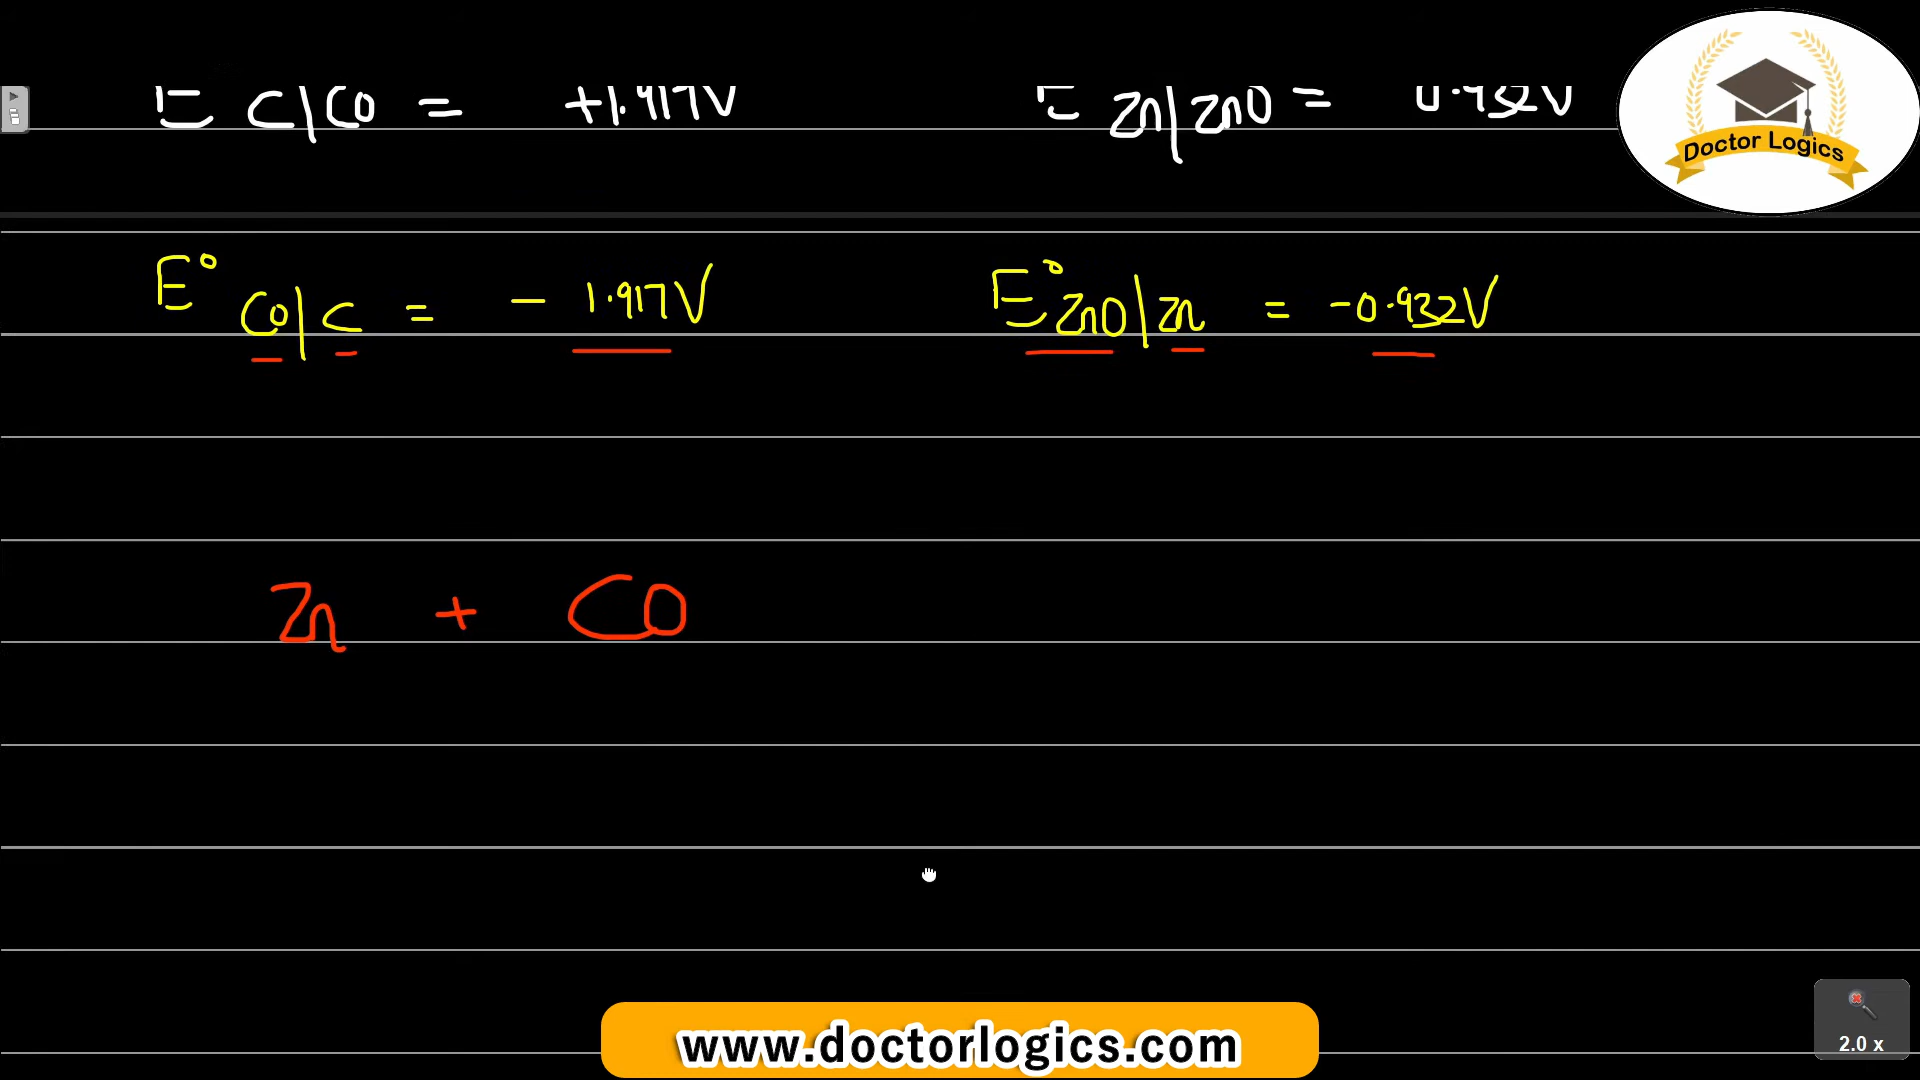 E C|CO = +1.917V E Zn|ZnO = 0.932V
Doctor Logics
E° CO|C = - 1.917V E° ZnO|Zn = -0.932V
Zn + CO
www.doctorlogics.com
2.0 x